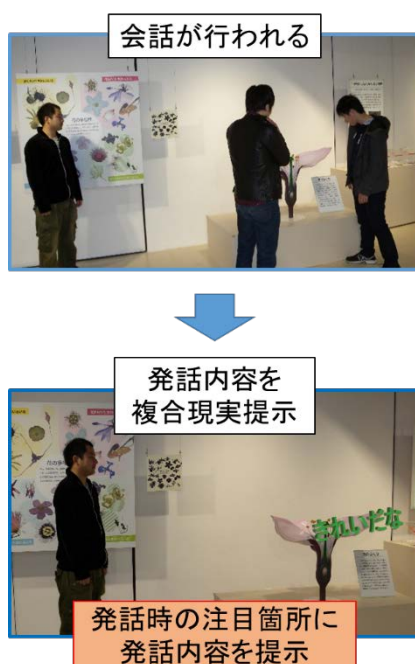 会話が行われる
発話内容を
複合現実提示
きれいだな
発話時の注目箇所に
発話内容を提示